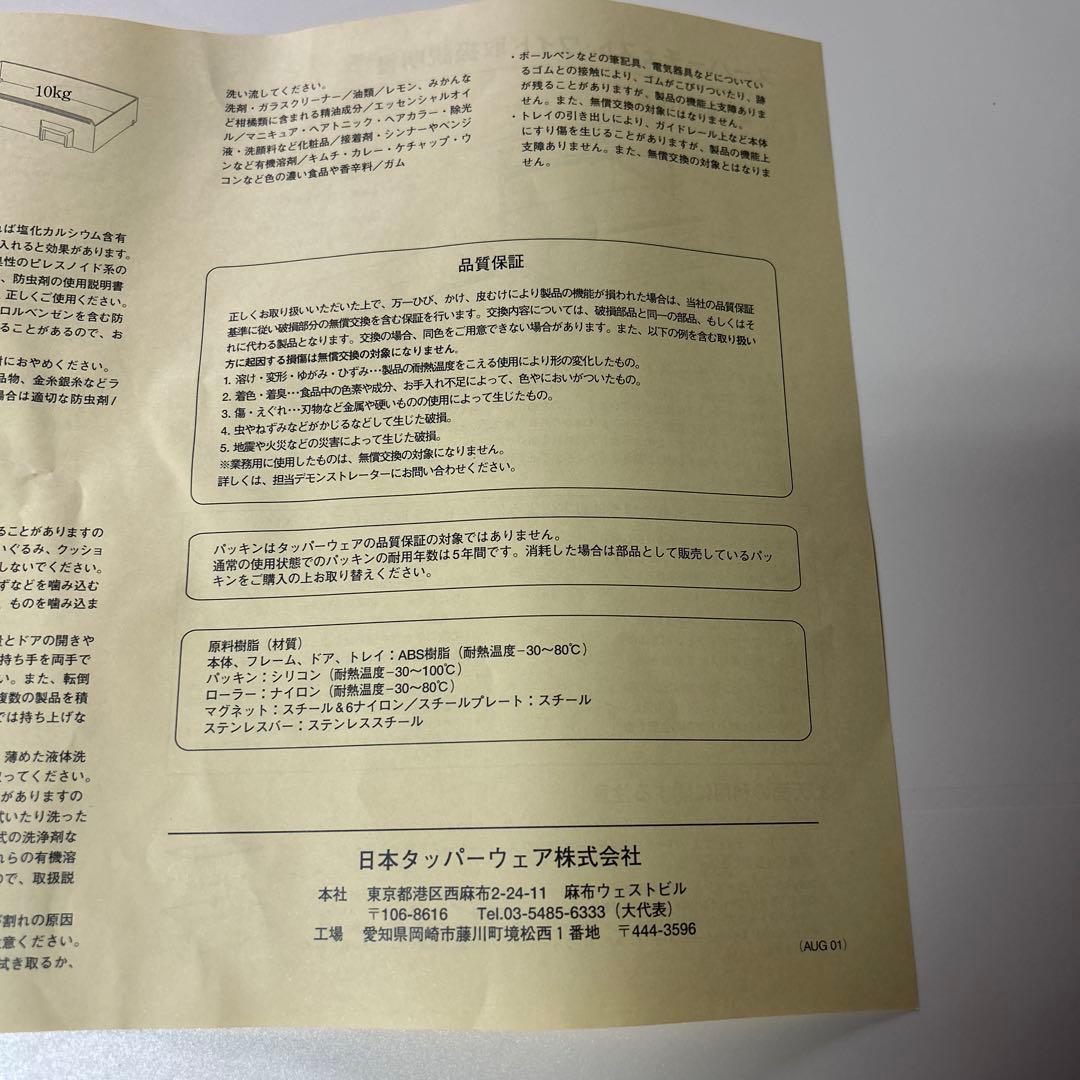 10kg
れば塩化カルシウム含有
入れると効果があります。
臭性のピレスノイド系の
、防虫剤の使用説明書
正しくご使用ください。
ロルベンゼンを含む防
ることがあるので、お
対におやめください。
品物、金糸銀糸などラ
場合は適切な防虫剤/
ることがありますの
いぐるみ、クッショ
しないでください。
ずなどを噛み込む
、ものを噛み込ま
とドアの開きや
持ち手を両手で
い。また、転倒
複数の製品を積
では持ち上げな
薄めた液体洗
取ってください。
がありますの
拭いたり洗った
式の洗浄剤な
れらの有機溶
ので、取扱説
割れの原因
注意ください。
拭き取るか、
洗い流してください。
洗剤・ガラスクリーナー/油類/レモン、みかんな
ど柑橘類に含まれる精油成分/エッセンシャルオイ
ル/マニキュア・ヘアトニック・ヘアカラー・除光
液・洗顔料など化粧品/接着剤・シンナーやベンジ
ンなど有機溶剤/キムチ・カレー・ケチャップ・ウ
コンなど色の濃い食品や香辛料/ガム
・ボールペンなどの筆記具、電気器具などについてい
るゴムとの接触により、ゴムがこびりついたり、跡
が残ることがありますが、製品の機能上支障ありま
せん。また、無償交換の対象にはなりません。
・トレイの引き出しにより、ガイドレール上など本体
にすり傷を生じることがありますが、製品の機能上
支障ありません。また、無償交換の対象とはなりま
せん。
品質保証
正しくお取り扱いいただいた上で、万一ひび、かけ、皮むけにより製品の機能が損われた場合は、当社の品質保証
基準に従い破損部分の無償交換を含む保証を行います。交換内容については、破損部品と同一の部品、もしくはそ
れに代わる製品となります。交換の場合、同色をご用意できない場合があります。また、以下の例を含む取り扱い
方に起因する損傷は無償交換の対象になりません。
1. 溶け・変形・ゆがみ・ひずみ…製品の耐熱温度をこえる使用により形の変化したもの。
2. 着色・着臭…食品中の色素や成分、お手入れ不足によって、色やにおいがついたもの。
3. 傷・えぐれ…刃物など金属や硬いものの使用によって生じたもの。
4. 虫やねずみなどがかじるなどして生じた破損。
5. 地震や火災などの災害によって生じた破損。
※業務用に使用したものは、無償交換の対象になりません。
詳しくは、担当デモンストレーターにお問い合わせください。
パッキンはタッパーウェアの品質保証の対象ではありません。
通常の使用状態でのパッキンの耐用年数は5年間です。消耗した場合は部品として販売しているパッ
キンをご購入の上お取り替えください。
原料樹脂（材質）
本体、フレーム、ドア、トレイ：ABS樹脂（耐熱温度−30〜80℃）
パッキン：シリコン（耐熱温度−30〜100℃）
ローラー：ナイロン（耐熱温度−30〜80℃）
マグネット：スチール＆6ナイロン／スチールプレート：スチール
ステンレスバー：ステンレススチール
日本タッパーウェア株式会社
本社 東京都港区西麻布2-24-11 麻布ウェストビル
〒106-8616 Tel.03-5485-6333（大代表）
工場 愛知県岡崎市藤川町境松西１番地 〒444-3596
(AUG 01)